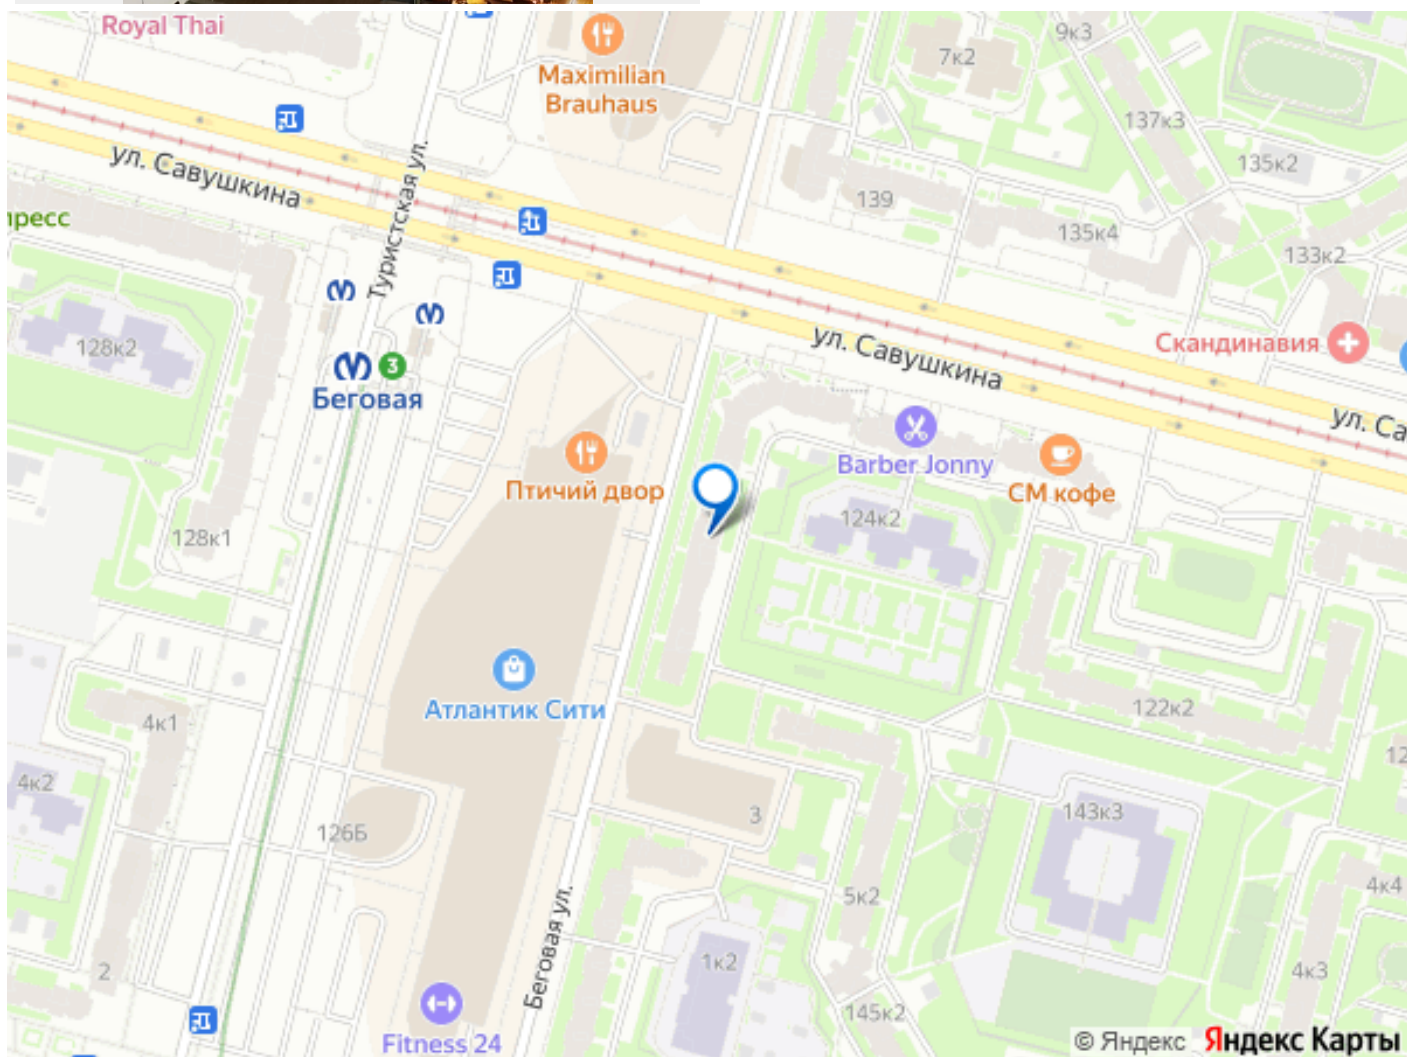 Royal Thai
Maximilian
Brauhaus
7к2
9к3
137к3
135к2
139
135к4
133к2
ул. Савушкина
Туристская ул.
пресс
128к2
Беговая
3
ул. Савушкина
Скандинавия
ул. Са
Barber Jonny
СМ кофе
Птичий двор
124к2
128к1
Атлантик Сити
4к1
122к2
12
4к2
126Б
3
143к3
5к2
4к4
Беговая ул.
1к2
2
4к3
145к2
Fitness 24
© Яндекс Яндекс Карты